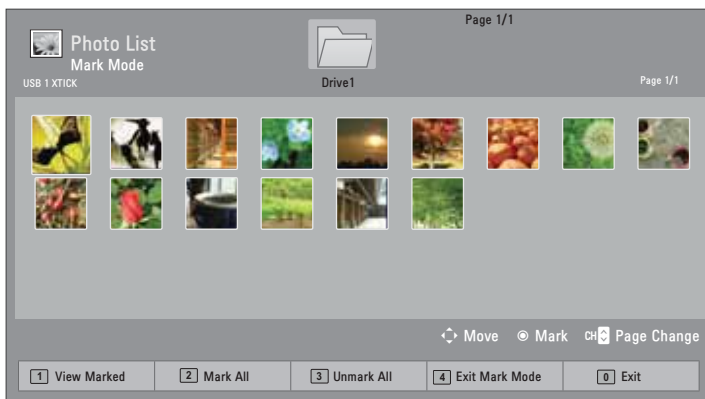 Page 1/1
Photo List
Mark Mode
USB 1 XTICK
Drive1
Page 1/1
Move
Mark
CH Page Change
1 View Marked
2 Mark All
3 Unmark All
4 Exit Mark Mode
0 Exit